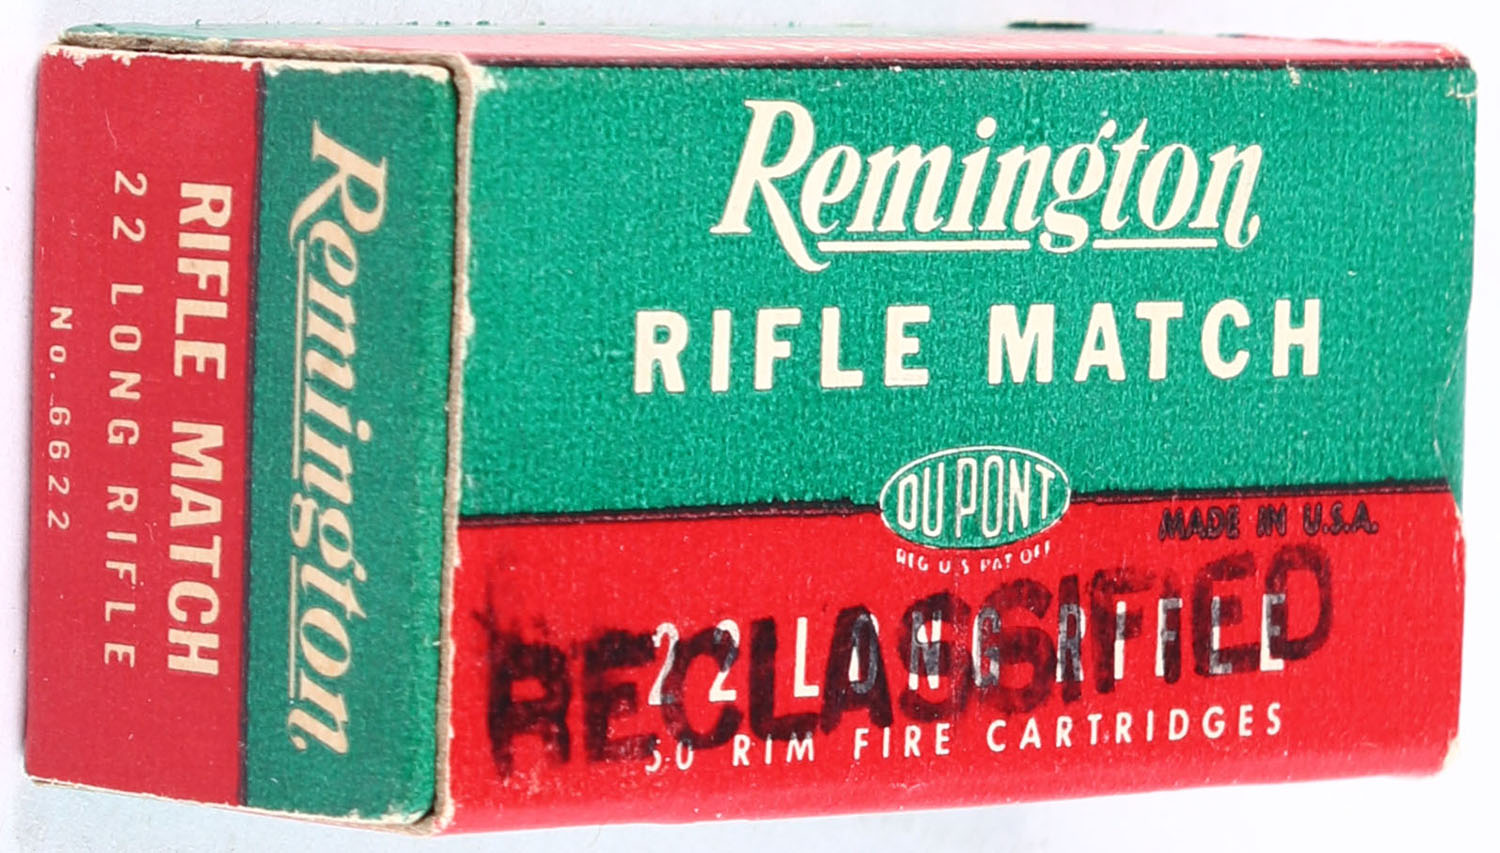 Remington
RIFLE MATCH
22 LONG RIFLE
No. 6622
Remington
RIFLE MATCH
DU PONT
REG U.S PAT OFF
MADE IN U.S.A.
RECLASSIFIED
22 LONG RIFLE
50 RIM FIRE CARTRIDGES